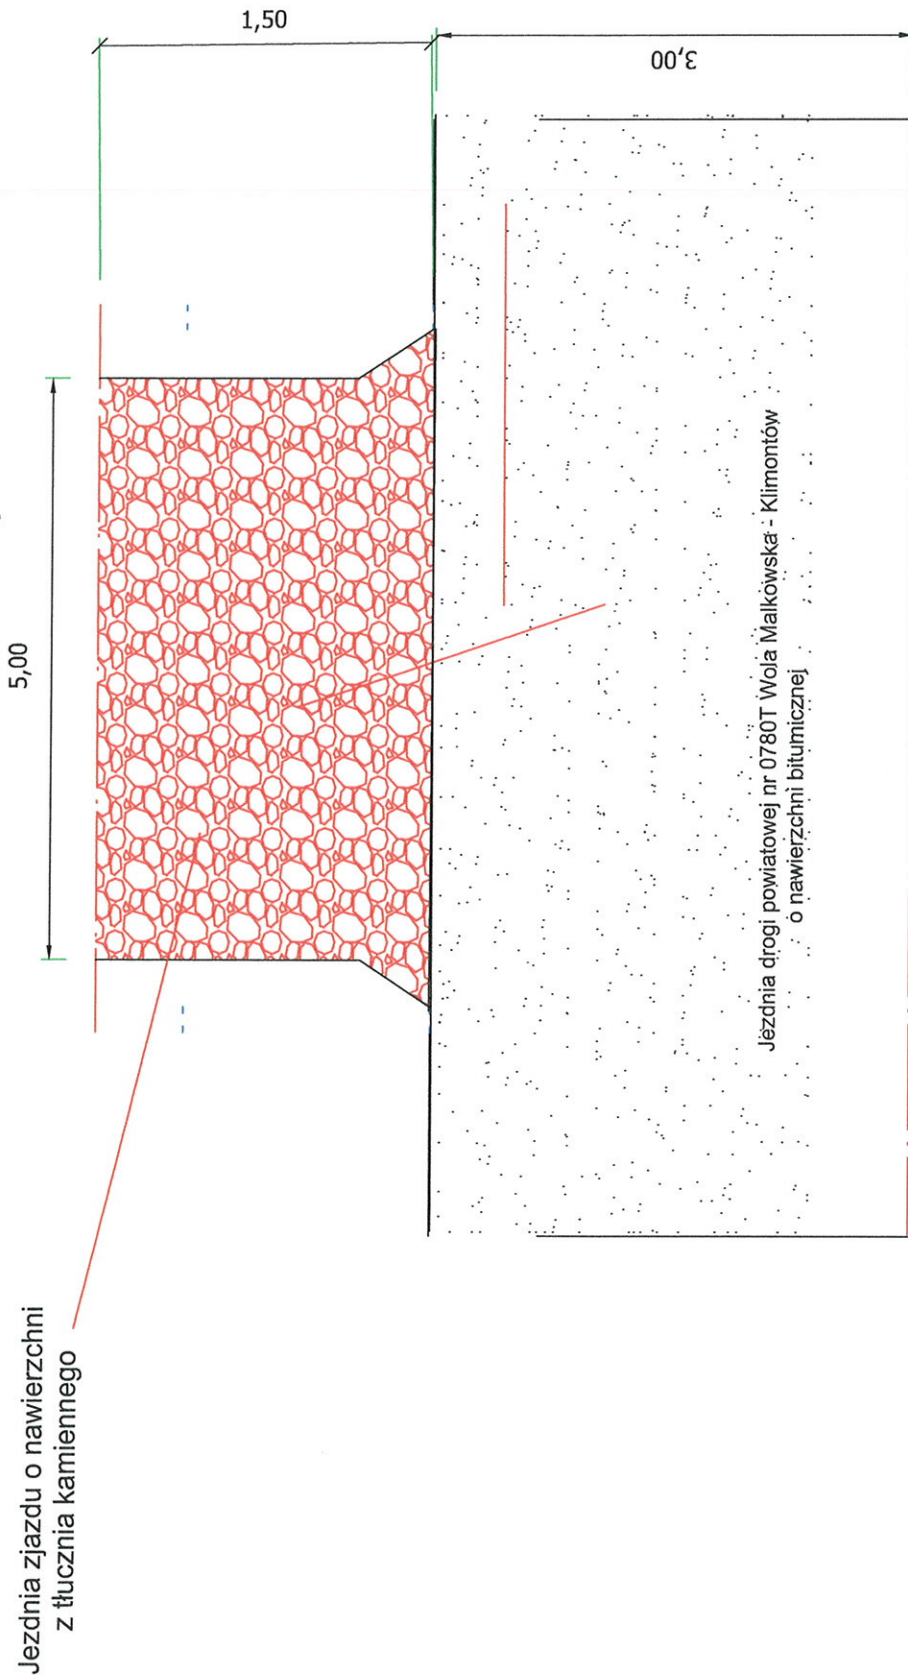 1,50
3,00
5,00
Jezdnia zjazdu o nawierzchni
z tłucznia kamiennego
Jezdnia drogi powiatowej nr 0780T Wola Malkowska - Klimontów
o nawierzchni bitumicznej